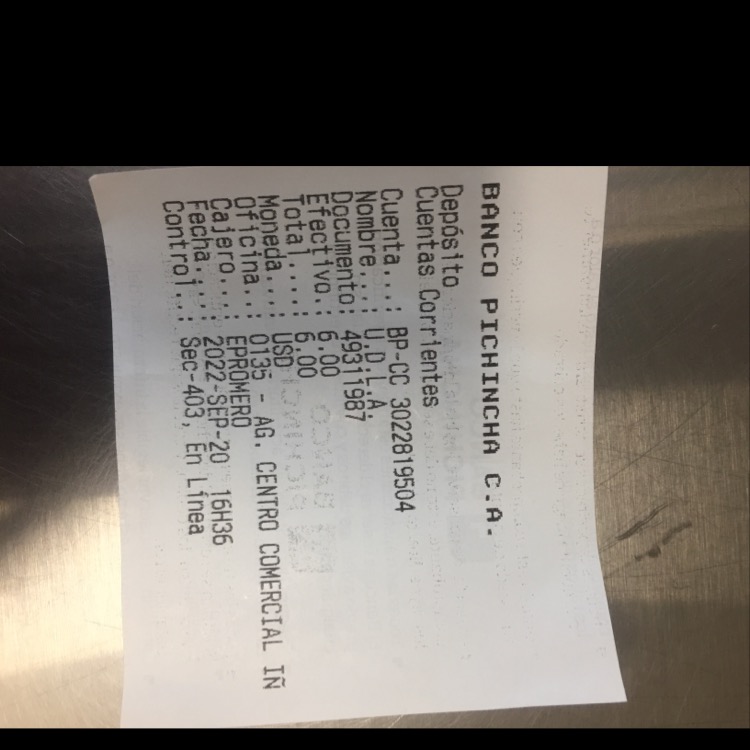 BANCO PICHINCHA C.A.
Depósito
Cuentas Corrientes
Cuenta...: BP-CC 3022819504
Nombre..: U.D.L.A.
Documento: 49311987
Efectivo.: 6.00
Total....: 6.00
Moneda...: USD
Oficina..: 0135 - AG. CENTRO COMERCIAL IÑ
Cajero...: EPROMERO
Fecha....: 2022-SEP-20 16H36
Control..: Sec-403, En Línea